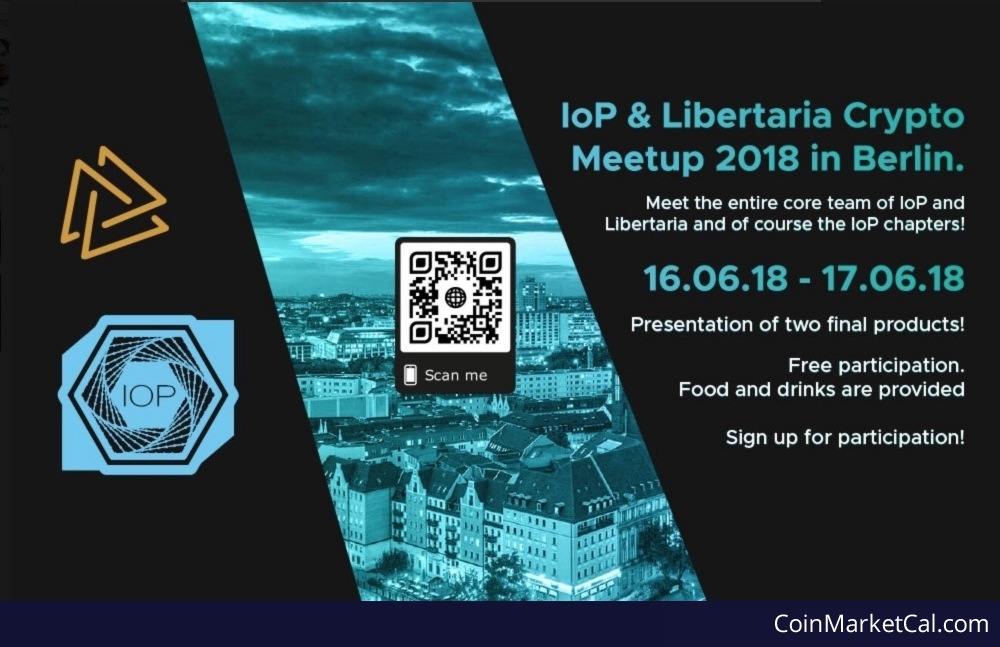 IoP & Libertaria Crypto
Meetup 2018 in Berlin.
Meet the entire core team of IoP and
Libertaria and of course the IoP chapters!
16.06.18 - 17.06.18
Presentation of two final products!
Free participation.
Food and drinks are provided
Sign up for participation!
Scan me
IOP
CoinMarketCal.com